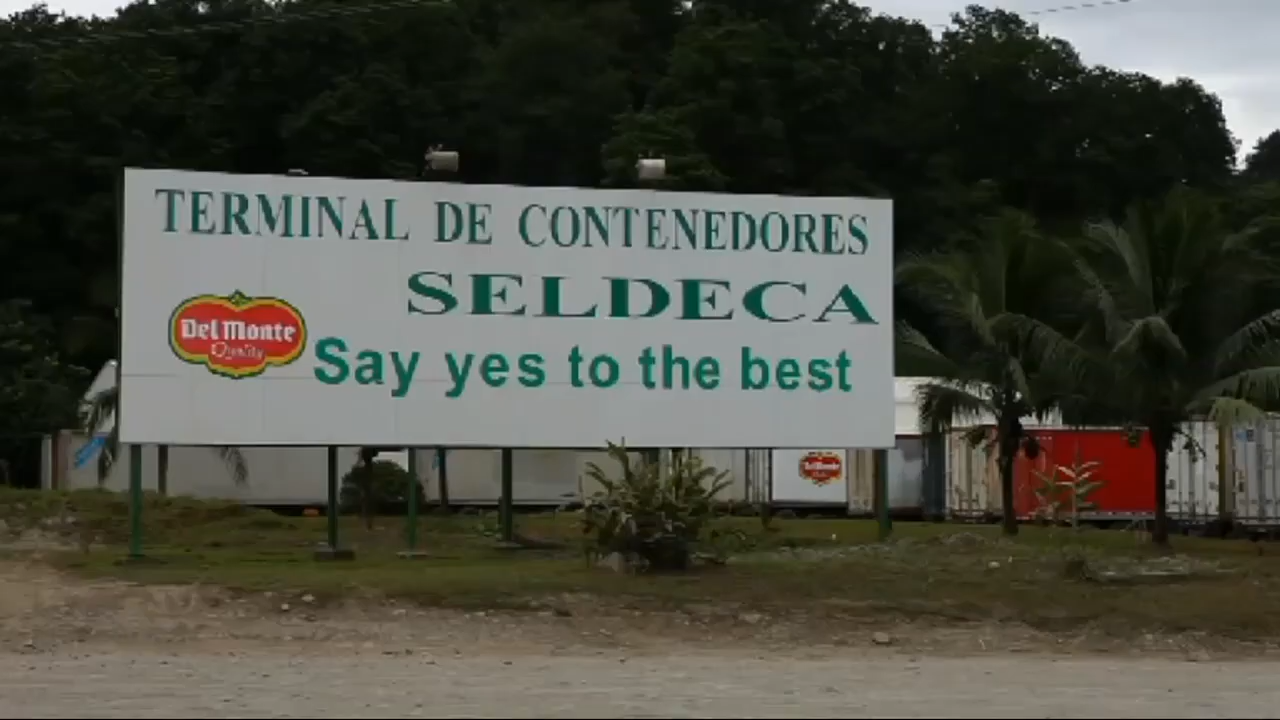 TERMINAL DE CONTENEDORES
SELDECA
Del Monte
Quality
Say yes to the best
Del Monte